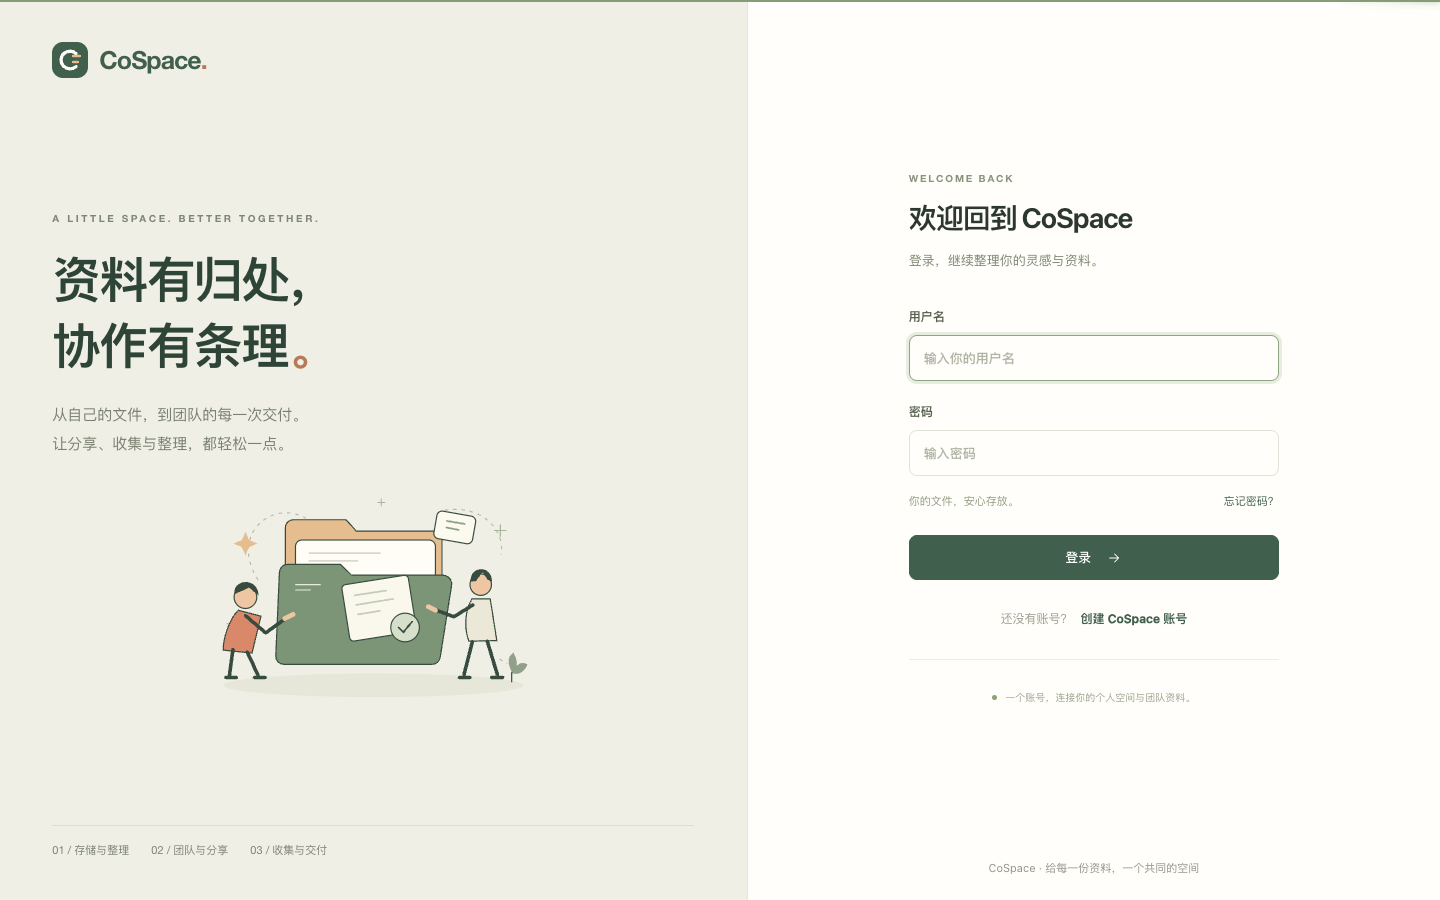 CoSpace.
A LITTLE SPACE. BETTER TOGETHER.
资料有归处,
协作有条理。
从自己的文件，到团队的每一次交付。
让分享、收集与整理，都轻松一点。
01 / 存储与整理 02 / 团队与分享 03 / 收集与交付
WELCOME BACK
欢迎回到 CoSpace
登录，继续整理你的灵感与资料。
用户名
输入你的用户名
密码
输入密码
你的文件，安心存放。 忘记密码?
登录 →
还没有账号？ 创建 CoSpace 账号
一个账号，连接你的个人空间与团队资料。
CoSpace · 给每一份资料，一个共同的空间